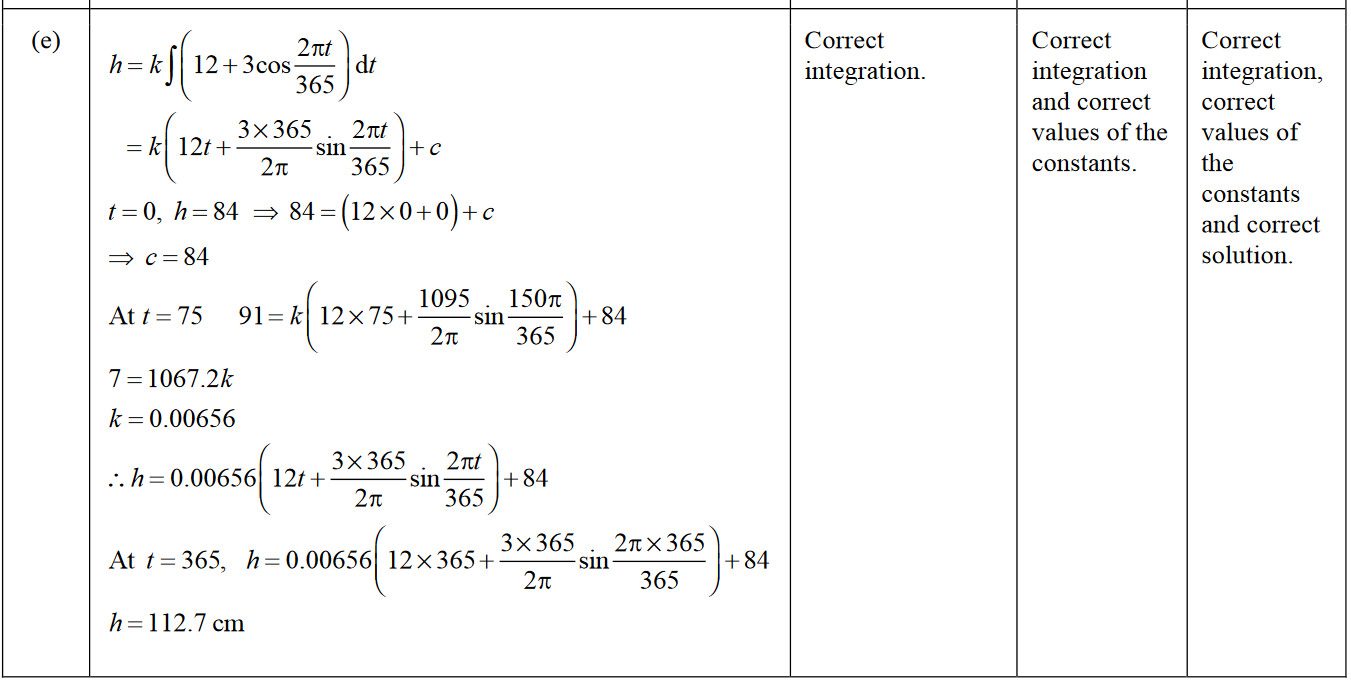 (e)
h = k∫(12 + 3cos 2πt/365) dt
= k(12t + 3×365/2π sin 2πt/365) + c
t = 0, h = 84 ⇒ 84 = (12×0+0) + c
⇒ c = 84
At t = 75 91 = k(12×75 + 1095/2π sin 150π/365) + 84
7 = 1067.2k
k = 0.00656
∴ h = 0.00656(12t + 3×365/2π sin 2πt/365) + 84
At t = 365, h = 0.00656(12×365 + 3×365/2π sin 2π×365/365) + 84
h = 112.7 cm
Correct
integration.
Correct
integration
and correct
values of the
constants.
Correct
integration,
correct
values of
the
constants
and correct
solution.